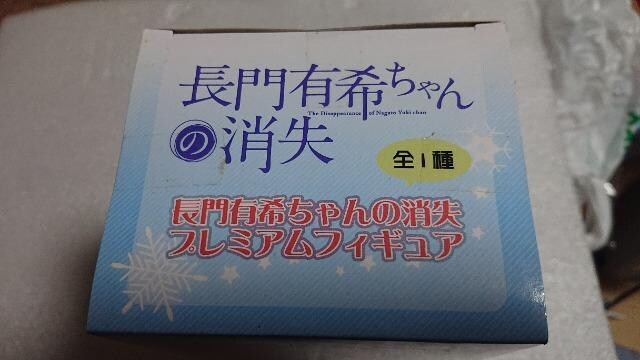 長門有希ちゃん
The Disappearance of Nagato Yuki-chan
の消失
全1種
長門有希ちゃんの消失
プレミアムフィギュア